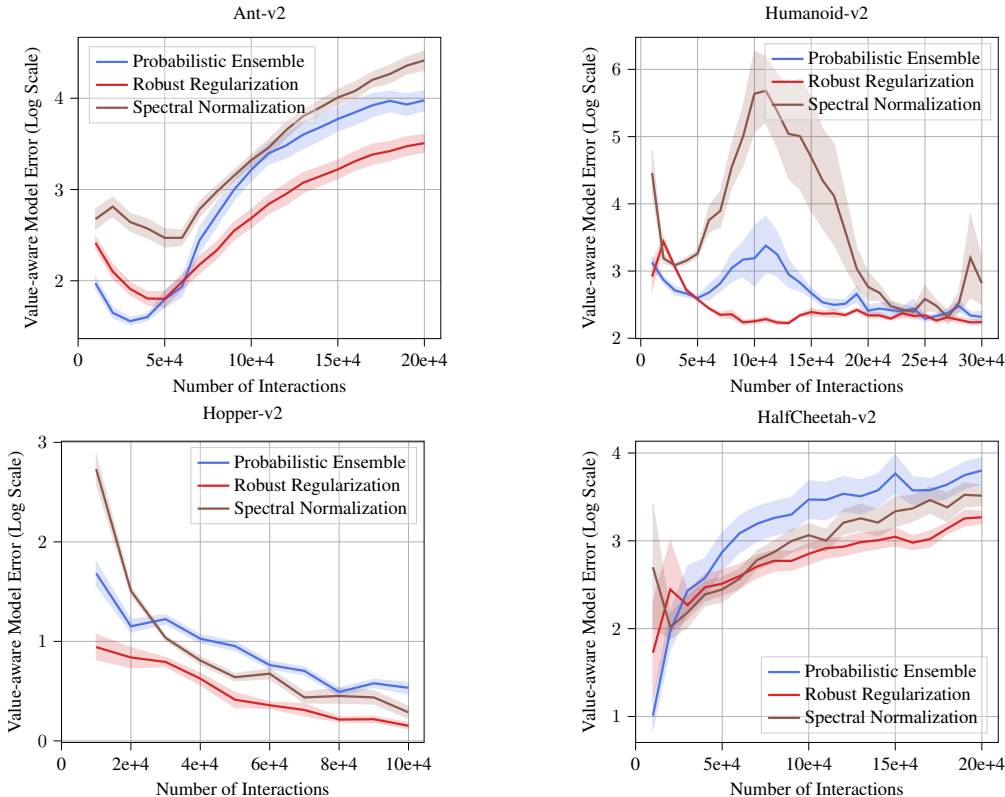 Ant-v2
Value-aware Model Error (Log Scale)
4
3
2
Probabilistic Ensemble
Robust Regularization
Spectral Normalization
5e+4
10e+4
15e+4
20e+4
Number of Interactions
Humanoid-v2
Value-aware Model Error (Log Scale)
6
5
4
3
2
Probabilistic Ensemble
Robust Regularization
Spectral Normalization
0
5e+4
10e+4
15e+4
20e+4
25e+4
30e+4
Number of Interactions
Hopper-v2
Value-aware Model Error (Log Scale)
3
2
1
0
Probabilistic Ensemble
Robust Regularization
Spectral Normalization
0
2e+4
4e+4
6e+4
8e+4
10e+4
Number of Interactions
HalfCheetah-v2
Value-aware Model Error (Log Scale)
4
3
2
1
Probabilistic Ensemble
Robust Regularization
Spectral Normalization
0
5e+4
10e+4
15e+4
20e+4
Number of Interactions